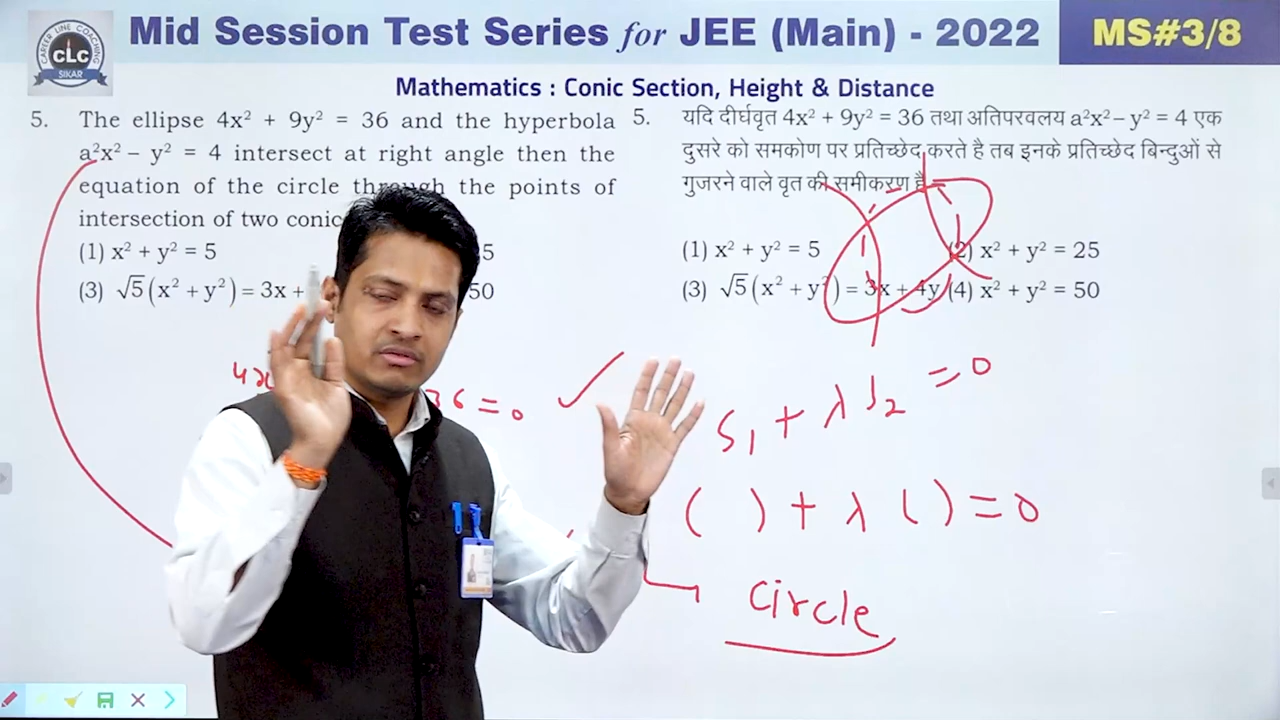 CAREER LINE COACHING
CLC
SIKAR
Mid Session Test Series for JEE (Main) - 2022
MS#3/8
Mathematics : Conic Section, Height & Distance
5. The ellipse 4x² + 9y² = 36 and the hyperbola
a²x² – y² = 4 intersect at right angle then the
equation of the circle through the points of
intersection of two conic
(1) x² + y² = 5
5
(3) √5(x² + y²) = 3x +
50
5. यदि दीर्घवृत 4x² + 9y² = 36 तथा अतिपरवलय a²x² – y² = 4 एक
दुसरे को समकोण पर प्रतिच्छेद करते है तब इनके प्रतिच्छेद बिन्दुओं से
गुजरने वाले वृत की समीकरण है
(1) x² + y² = 5 (2) x² + y² = 25
(3) √5(x² + y²) = 3x + 4y (4) x² + y² = 50
36 = 0
S₁ + λ S₂ = 0
( ) + λ ( ) = 0
Circle